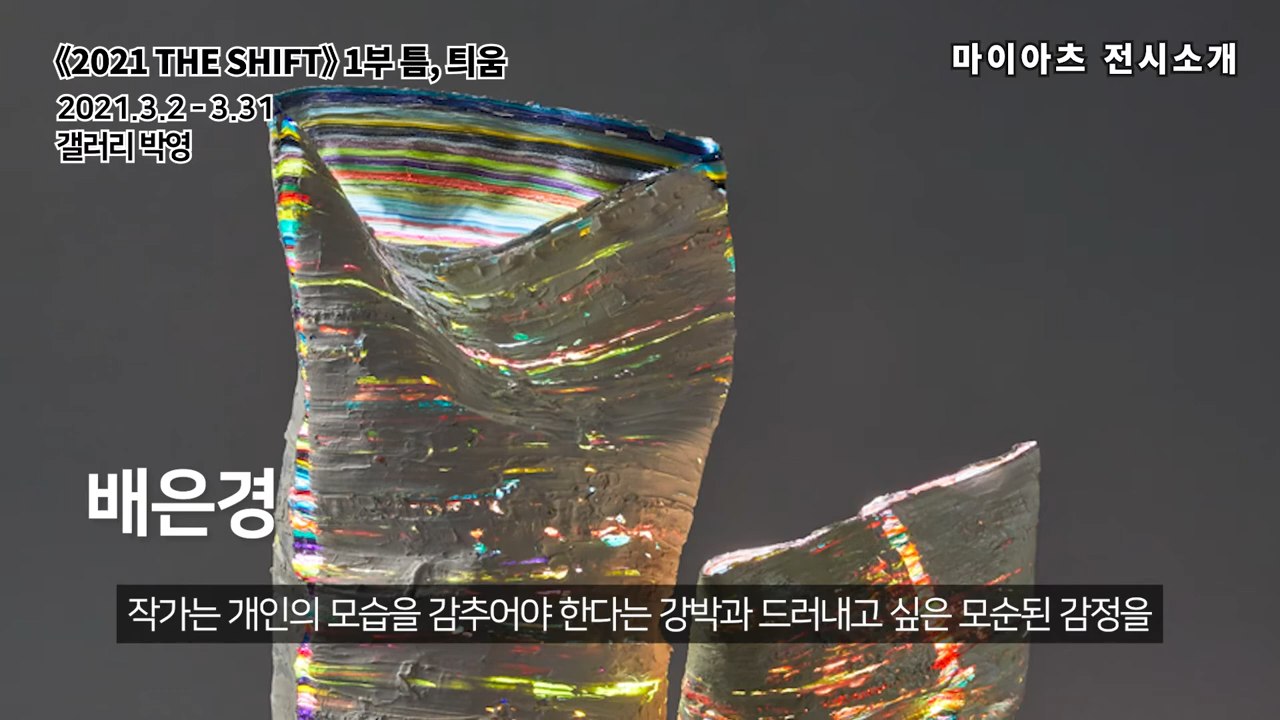 《2021 THE SHIFT》 1부 틈, 틔움
2021.3.2 - 3.31
갤러리 박영
마이아츠 전시소개
배은경
작가는 개인의 모습을 감추어야 한다는 강박과 드러내고 싶은 모순된 감정을